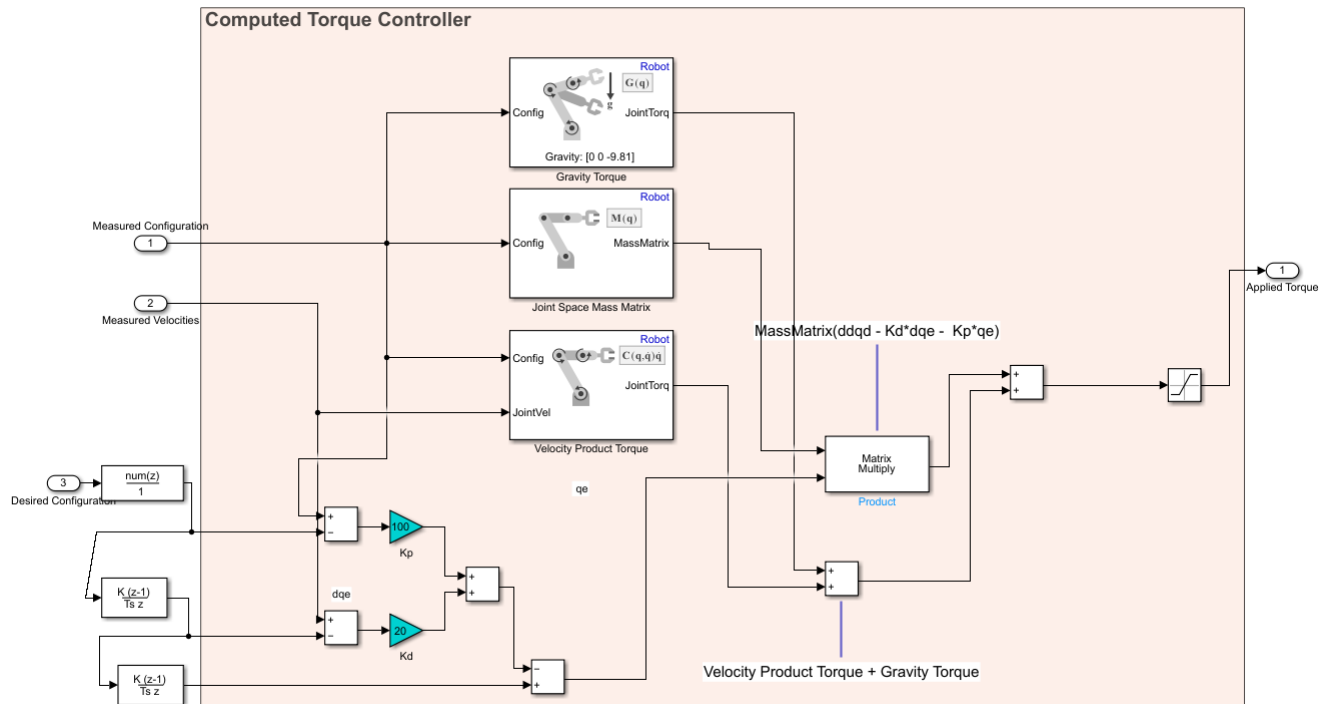 Computed Torque Controller
Robot
G(q)
g
Config
JointTorq
Gravity: [0 0 -9.81]
Gravity Torque
Robot
M(q)
Measured Configuration
1
Config
MassMatrix
1
Applied Torque
2
Measured Velocities
Joint Space Mass Matrix
Robot
C(q,q̇)q̇
Config
JointTorq
JointVel
Velocity Product Torque
MassMatrix(ddqd - Kd*dqe -  Kp*qe)
+
+
Matrix
Multiply
Product
3
Desired Configuration
num(z)
1
qe
+
−
100
Kp
+
+
K (z-1)
Ts z
dqe
+
−
20
Kd
+
+
K (z-1)
Ts z
−
+
Velocity Product Torque + Gravity Torque